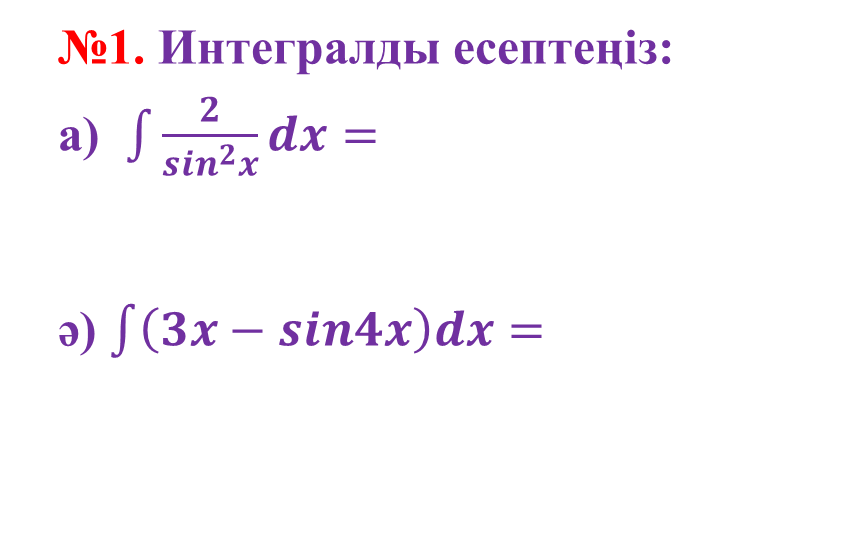 №1. Интегралды есептеңіз:
а) ∫ 2/sin²x dx =
ә) ∫(3x − sin4x)dx =